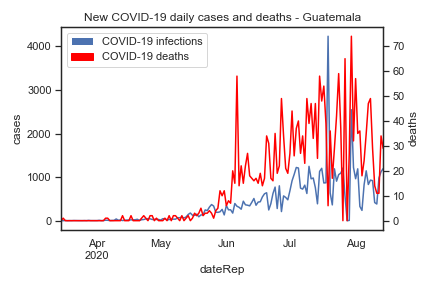 New COVID-19 daily cases and deaths - Guatemala
COVID-19 infections
COVID-19 deaths
4000
3000
2000
1000
0
cases
70
60
50
40
30
20
10
0
deaths
Apr
2020
May
Jun
Jul
Aug
dateRep